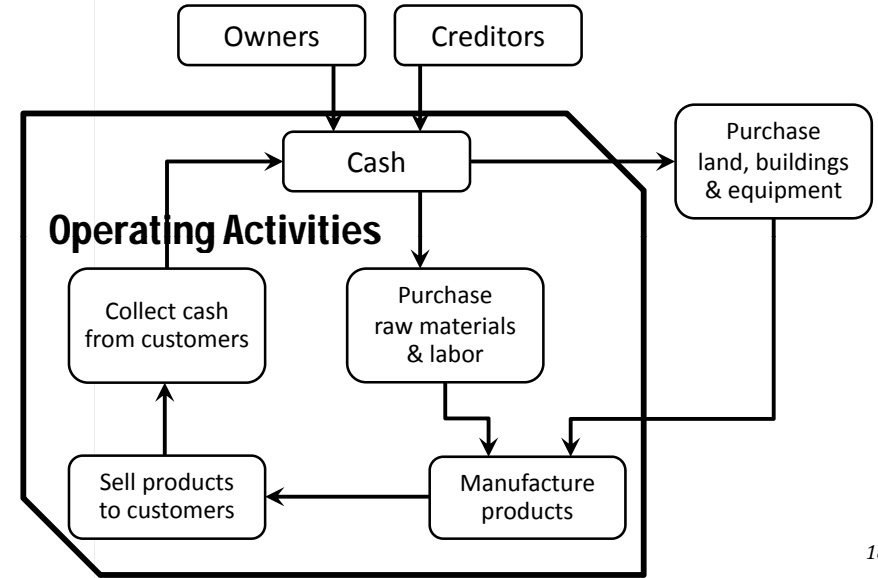 Owners
Creditors
Cash
Purchase
land, buildings
& equipment
Operating Activities
Collect cash
from customers
Purchase
raw materials
& labor
Sell products
to customers
Manufacture
products